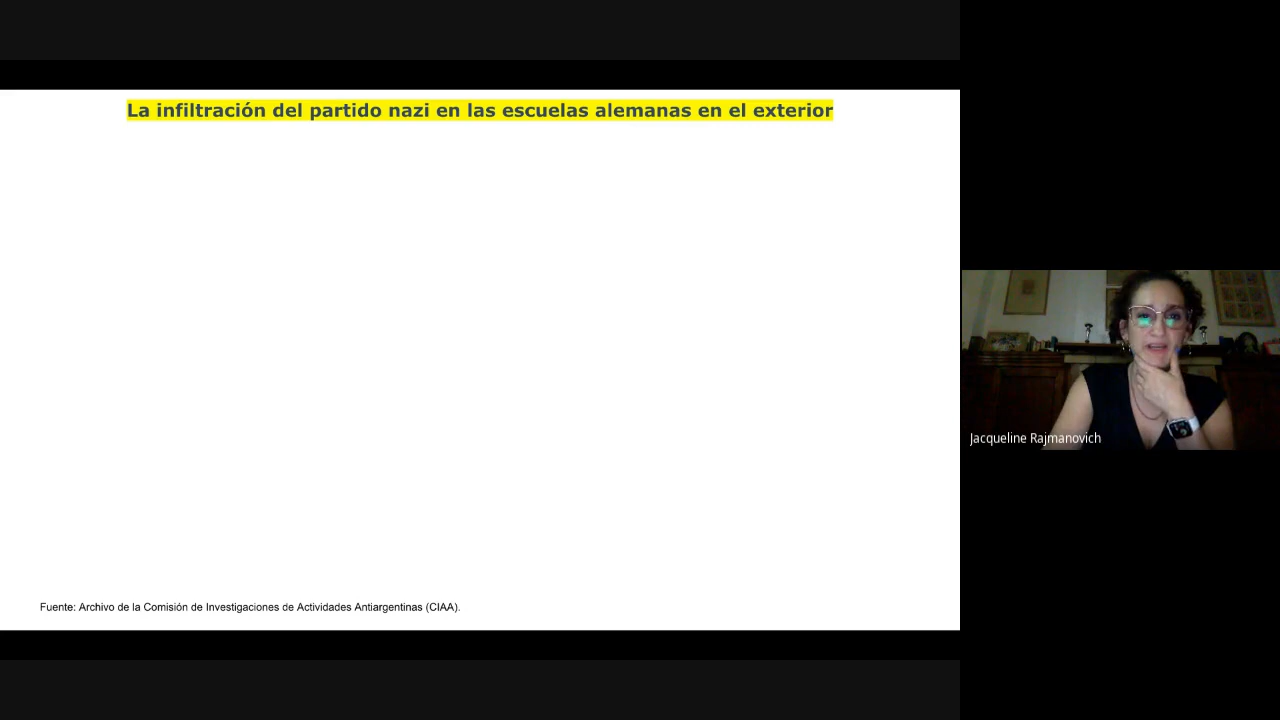 La infiltración del partido nazi en las escuelas alemanas en el exterior
Jacqueline Rajmanovich
Fuente: Archivo de la Comisión de Investigaciones de Actividades Antiargentinas (CIAA).